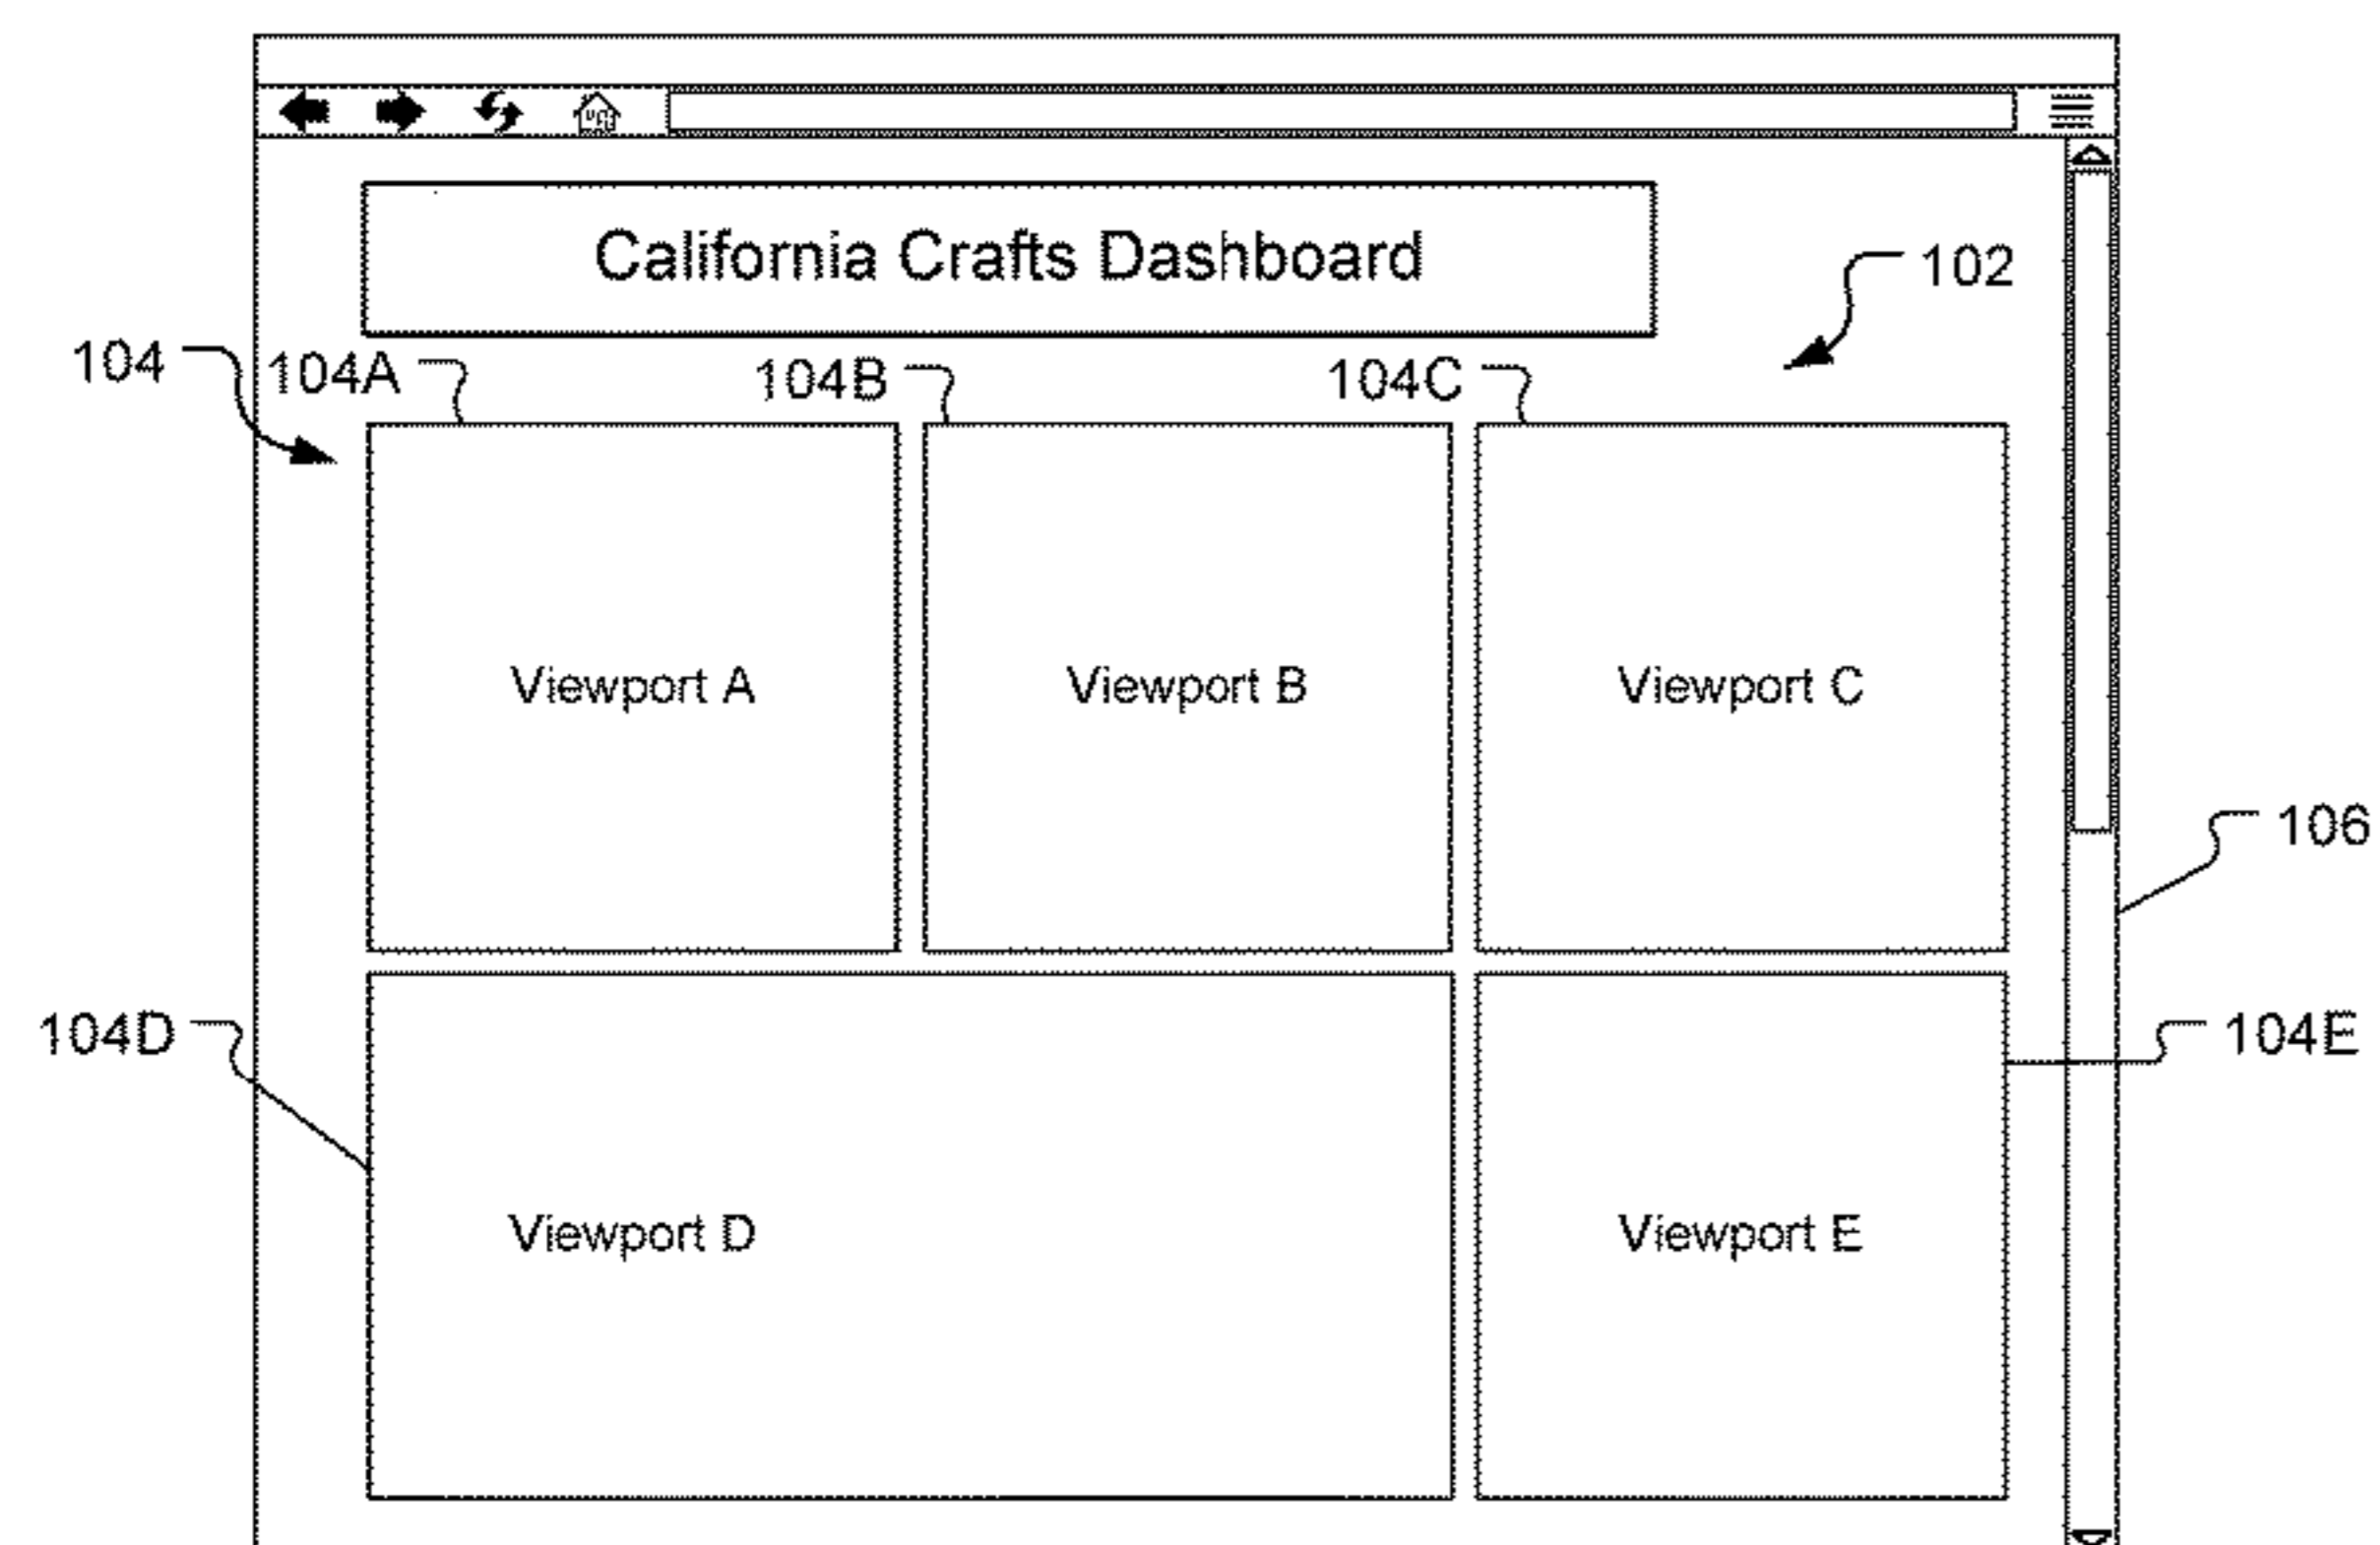 California Crafts Dashboard
102
104
104A
104B
104C
Viewport A
Viewport B
Viewport C
106
104D
104E
Viewport D
Viewport E